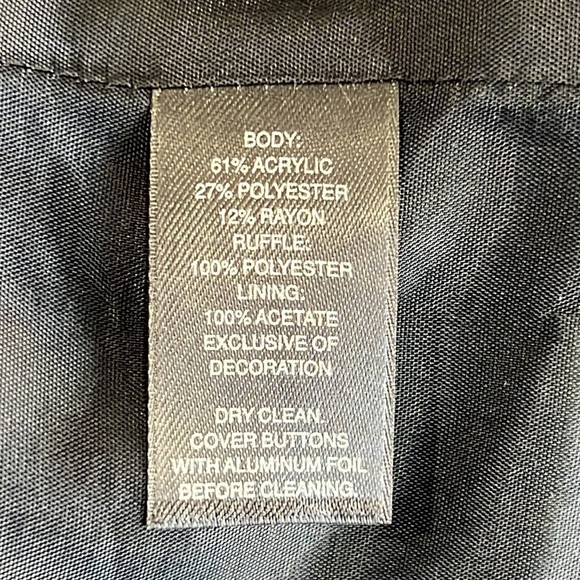 BODY:
61% ACRYLIC
27% POLYESTER
12% RAYON
RUFFLE:
100% POLYESTER
LINING:
100% ACETATE
EXCLUSIVE OF
DECORATION
DRY CLEAN
COVER BUTTONS
WITH ALUMINUM FOIL
BEFORE CLEANING